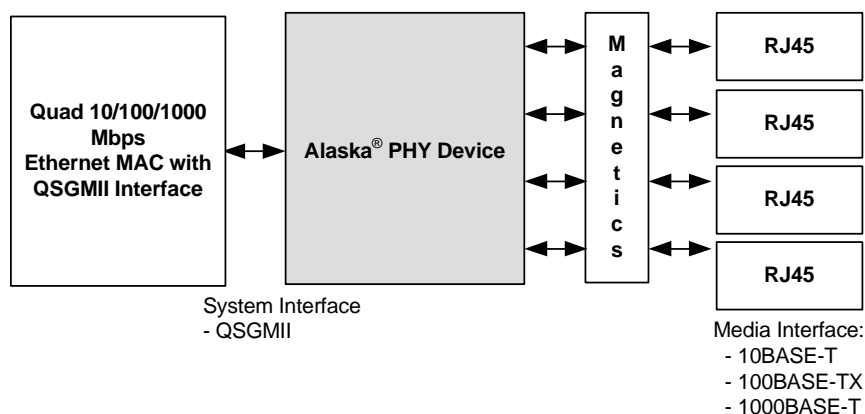 Quad 10/100/1000
Mbps
Ethernet MAC with
QSGMII Interface
Alaska® PHY Device
M
a
g
n
e
t
i
c
s
RJ45
RJ45
RJ45
RJ45
System Interface
- QSGMII
Media Interface:
- 10BASE-T
- 100BASE-TX
- 1000BASE-T